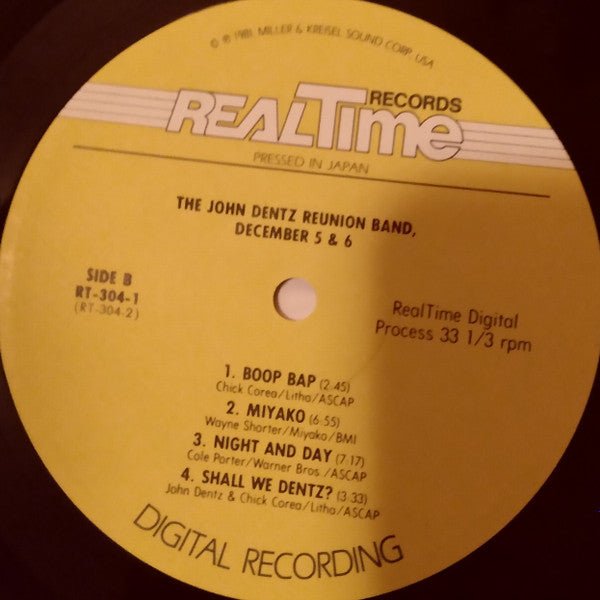 © ℗ 1981, MILLER & KREISEL SOUND CORP., USA
REALTime RECORDS
PRESSED IN JAPAN
THE JOHN DENTZ REUNION BAND,
DECEMBER 5 & 6
SIDE B
RT-304-1
(RT-304-2)
RealTime Digital
Process 33 1/3 rpm
1. BOOP BAP (2:45)
Chick Corea/Litha/ASCAP
2. MIYAKO (6:55)
Wayne Shorter/Miyako/BMI
3. NIGHT AND DAY (7:17)
Cole Porter/Warner Bros./ASCAP
4. SHALL WE DENTZ? (3:33)
John Dentz & Chick Corea/Litha/ASCAP
DIGITAL RECORDING